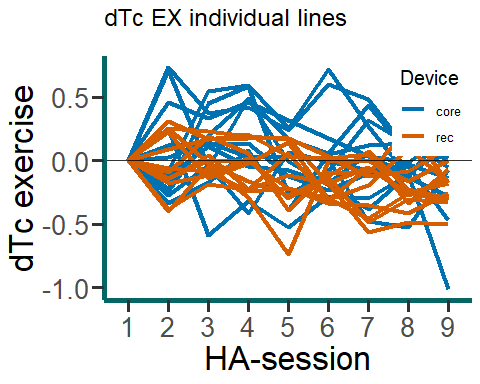 dTc EX individual lines
dTc exercise
0.5
0.0
-0.5
-1.0
Device
core
rec
1 2 3 4 5 6 7 8 9
HA-session